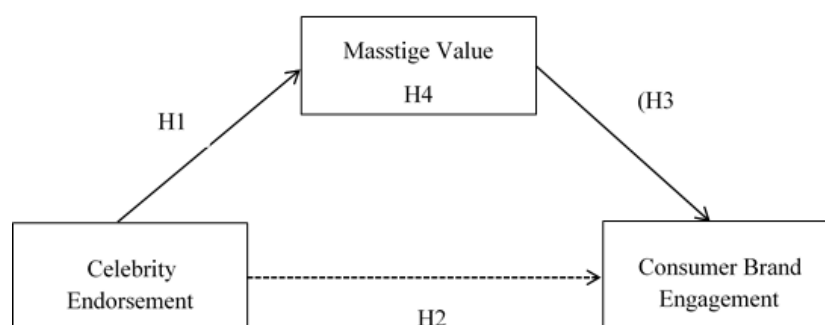 Masstige Value
H4
H1
(H3
Celebrity
Endorsement
Consumer Brand
Engagement
H2